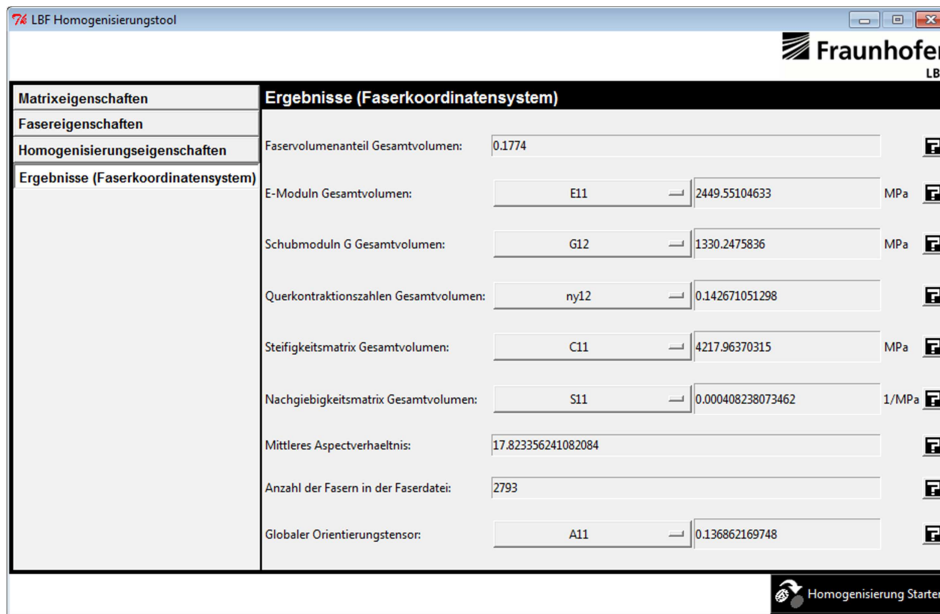 LBF Homogenisierungstool
Fraunhofer
LB
Matrixeigenschaften
Fasereigenschaften
Homogenisierungseigenschaften
Ergebnisse (Faserkoordinatensystem)
Ergebnisse (Faserkoordinatensystem)
Faservolumenanteil Gesamtvolumen: 0.1774 ?
E-Moduln Gesamtvolumen: E11 2449.55104633 MPa ?
Schubmoduln G Gesamtvolumen: G12 1330.2475836 MPa ?
Querkontraktionszahlen Gesamtvolumen: ny12 0.142671051298 ?
Steifigkeitsmatrix Gesamtvolumen: C11 4217.96370315 MPa ?
Nachgiebigkeitsmatrix Gesamtvolumen: S11 0.000408238073462 1/MPa ?
Mittleres Aspectverhaeltnis: 17.823356241082084 ?
Anzahl der Fasern in der Faserdatei: 2793 ?
Globaler Orientierungstensor: A11 0.136862169748 ?
Homogenisierung Starten